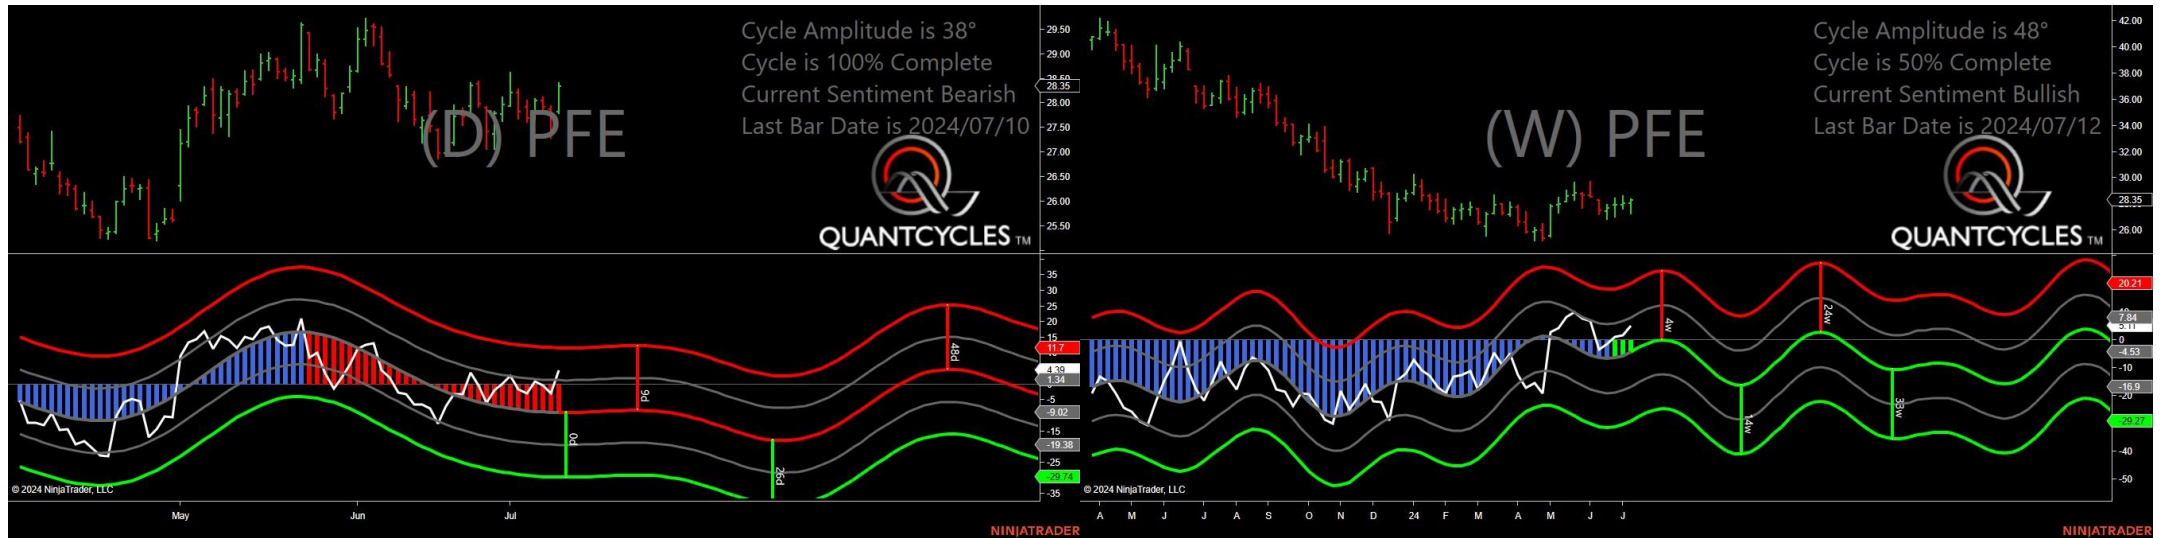 Cycle Amplitude is 38°
Cycle is 100% Complete
Current Sentiment Bearish
Last Bar Date is 2024/07/10
(D) PFE
QUANTCYCLES TM
29.50
29.00
28.50
28.35
28.00
27.50
27.00
26.50
26.00
25.50
35
30
25
20
15
11.7
4.39
1.34
-5
-9.02
-15
-19.38
-25
-29.74
-35
9d
0d
26d
48d
© 2024 NinjaTrader, LLC
May
Jun
Jul
NINJATRADER
Cycle Amplitude is 48°
Cycle is 50% Complete
Current Sentiment Bullish
Last Bar Date is 2024/07/12
(W) PFE
QUANTCYCLES TM
42.00
40.00
38.00
36.00
34.00
32.00
30.00
28.35
26.00
20.21
7.84
5.11
0
-4.53
-10
-16.9
-20
-29.27
-40
-50
4w
14w
24w
33w
© 2024 NinjaTrader, LLC
A M J J A S O N D 24 F M A M J J
NINJATRADER